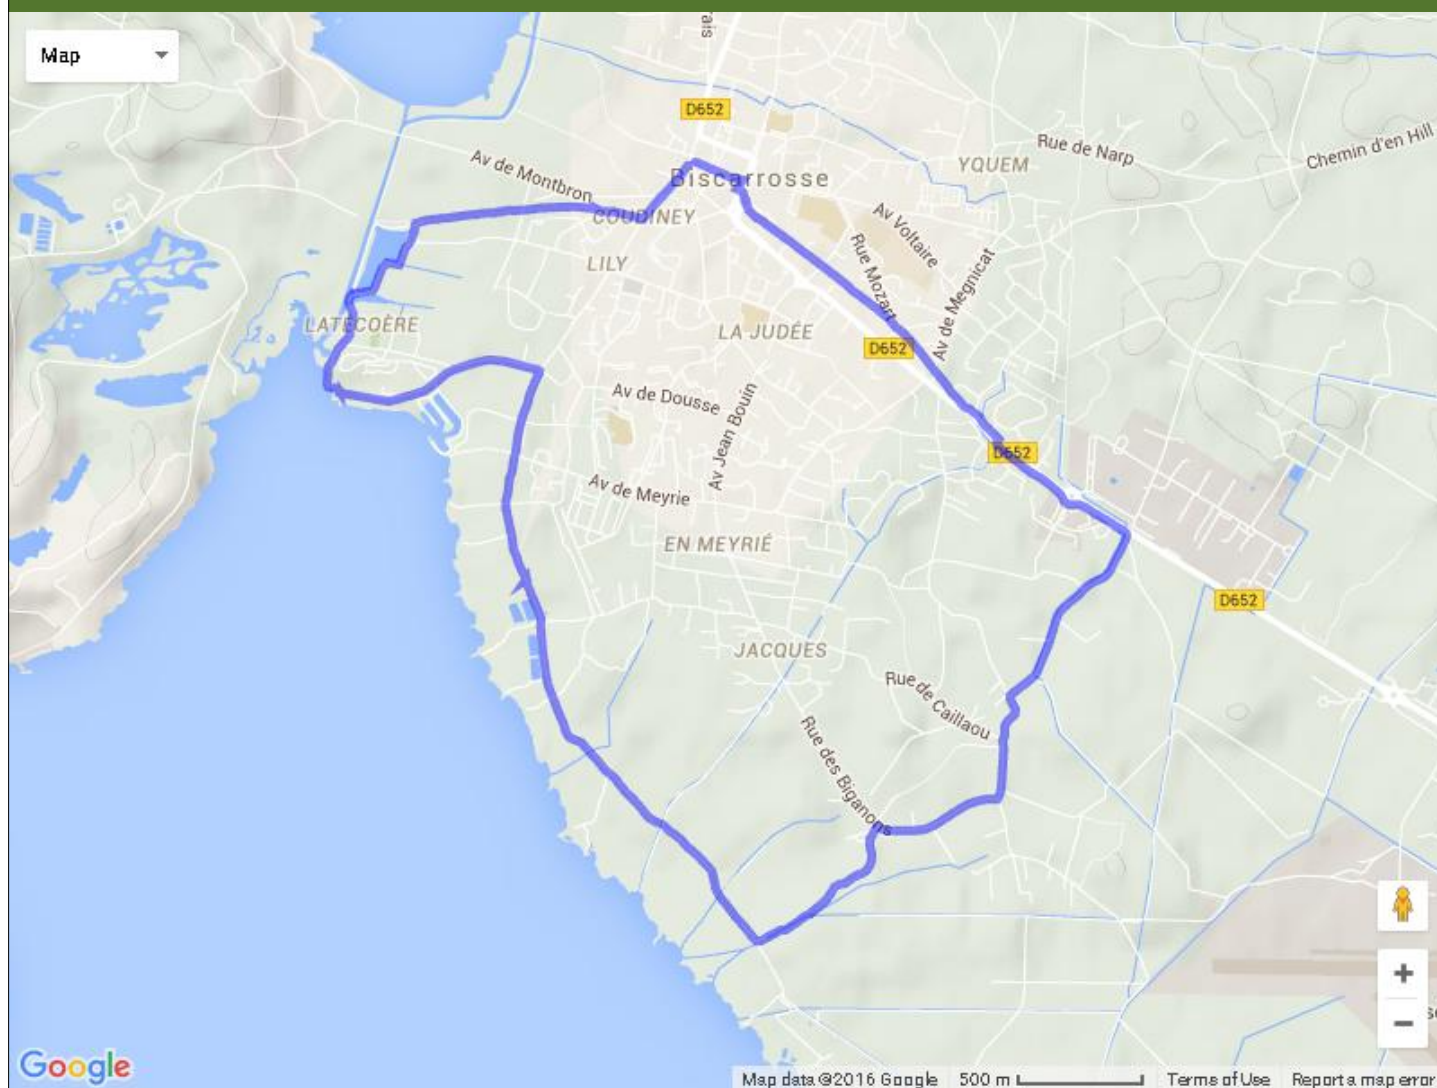 Map
ais
D652
Rue de Narp
Chemin d'en Hill
Av de Montbron
YQUEM
Biscarrosse
COUDINEY
Av Voltaire
LILY
Rue Mozart
Av de Megnicat
LATÉCOÈRE
LA JUDÉE
D652
Av de Dousse
Av Jean Bouin
D652
Av de Meyrie
EN MEYRIÉ
D652
JACQUES
Rue de Caillaou
Rue des Biganons
Google
Map data ©2016 Google
500 m
Terms of Use
Report a map error